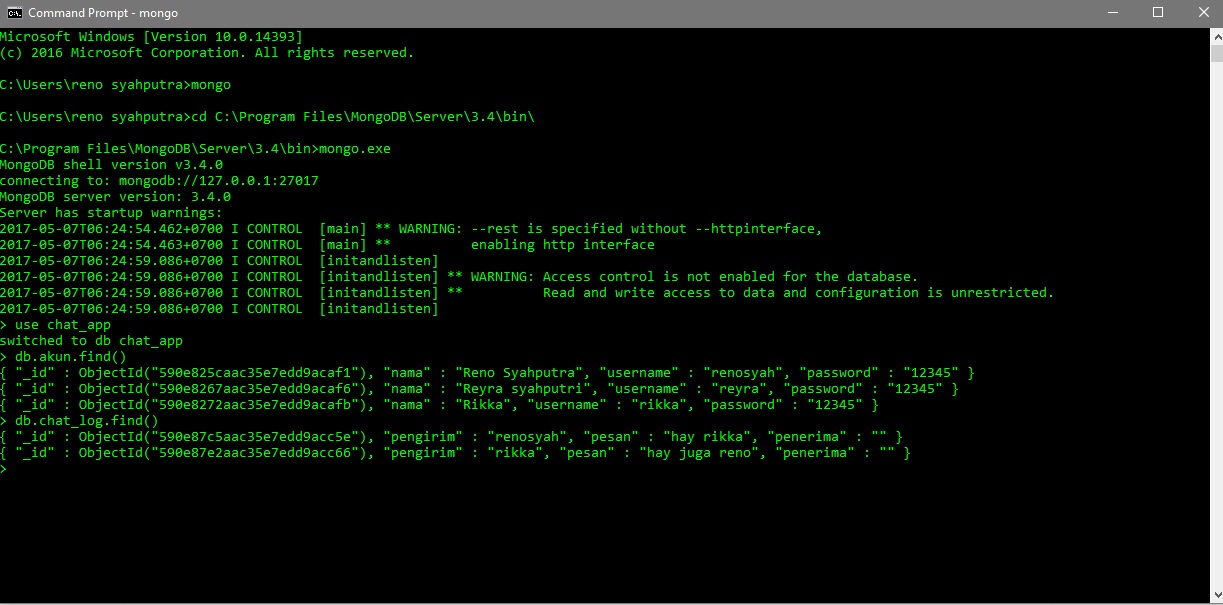 Command Prompt - mongo
Microsoft Windows [Version 10.0.14393]
(c) 2016 Microsoft Corporation. All rights reserved.
C:\Users\reno syahputra>mongo
C:\Users\reno syahputra>cd C:\Program Files\MongoDB\Server\3.4\bin\
C:\Program Files\MongoDB\Server\3.4\bin>mongo.exe
MongoDB shell version v3.4.0
connecting to: mongodb://127.0.0.1:27017
MongoDB server version: 3.4.0
Server has startup warnings:
2017-05-07T06:24:54.462+0700 I CONTROL  [main] ** WARNING: --rest is specified without --httpinterface,
2017-05-07T06:24:54.463+0700 I CONTROL  [main] **          enabling http interface
2017-05-07T06:24:59.086+0700 I CONTROL  [initandlisten]
2017-05-07T06:24:59.086+0700 I CONTROL  [initandlisten] ** WARNING: Access control is not enabled for the database.
2017-05-07T06:24:59.086+0700 I CONTROL  [initandlisten] **          Read and write access to data and configuration is unrestricted.
2017-05-07T06:24:59.086+0700 I CONTROL  [initandlisten]
> use chat_app
switched to db chat_app
> db.akun.find()
{ "_id" : ObjectId("590e825caac35e7edd9acaf1"), "nama" : "Reno Syahputra", "username" : "renosyah", "password" : "12345" }
{ "_id" : ObjectId("590e8267aac35e7edd9acaf6"), "nama" : "Reyra syahputri", "username" : "reyra", "password" : "12345" }
{ "_id" : ObjectId("590e8272aac35e7edd9acafb"), "nama" : "Rikka", "username" : "rikka", "password" : "12345" }
> db.chat_log.find()
{ "_id" : ObjectId("590e87c5aac35e7edd9acc5e"), "pengirim" : "renosyah", "pesan" : "hay rikka", "penerima" : "" }
{ "_id" : ObjectId("590e87e2aac35e7edd9acc66"), "pengirim" : "rikka", "pesan" : "hay juga reno", "penerima" : "" }
>